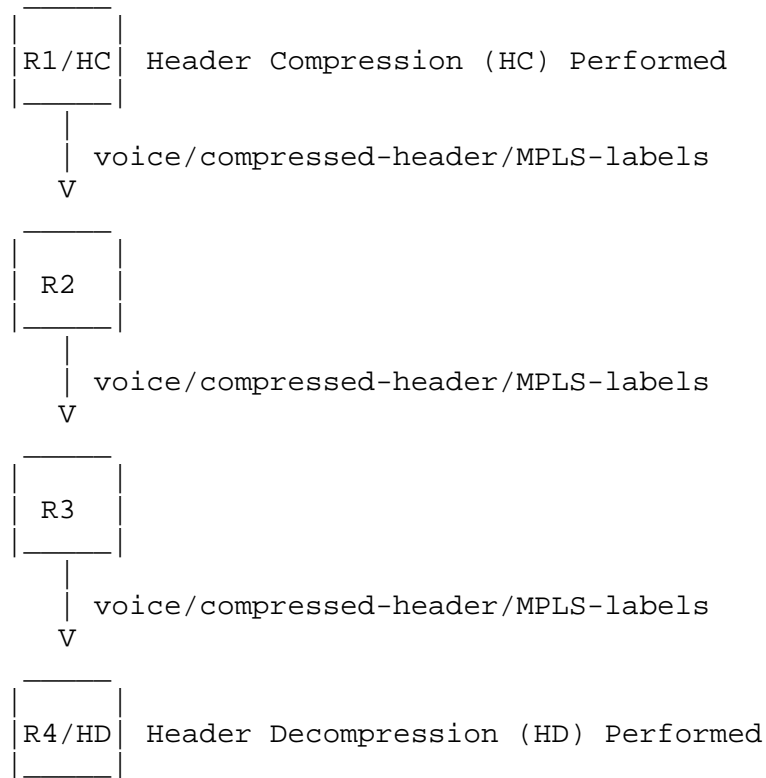 R1/HC Header Compression (HC) Performed
voice/compressed-header/MPLS-labels
V
R2
voice/compressed-header/MPLS-labels
V
R3
voice/compressed-header/MPLS-labels
V
R4/HD Header Decompression (HD) Performed